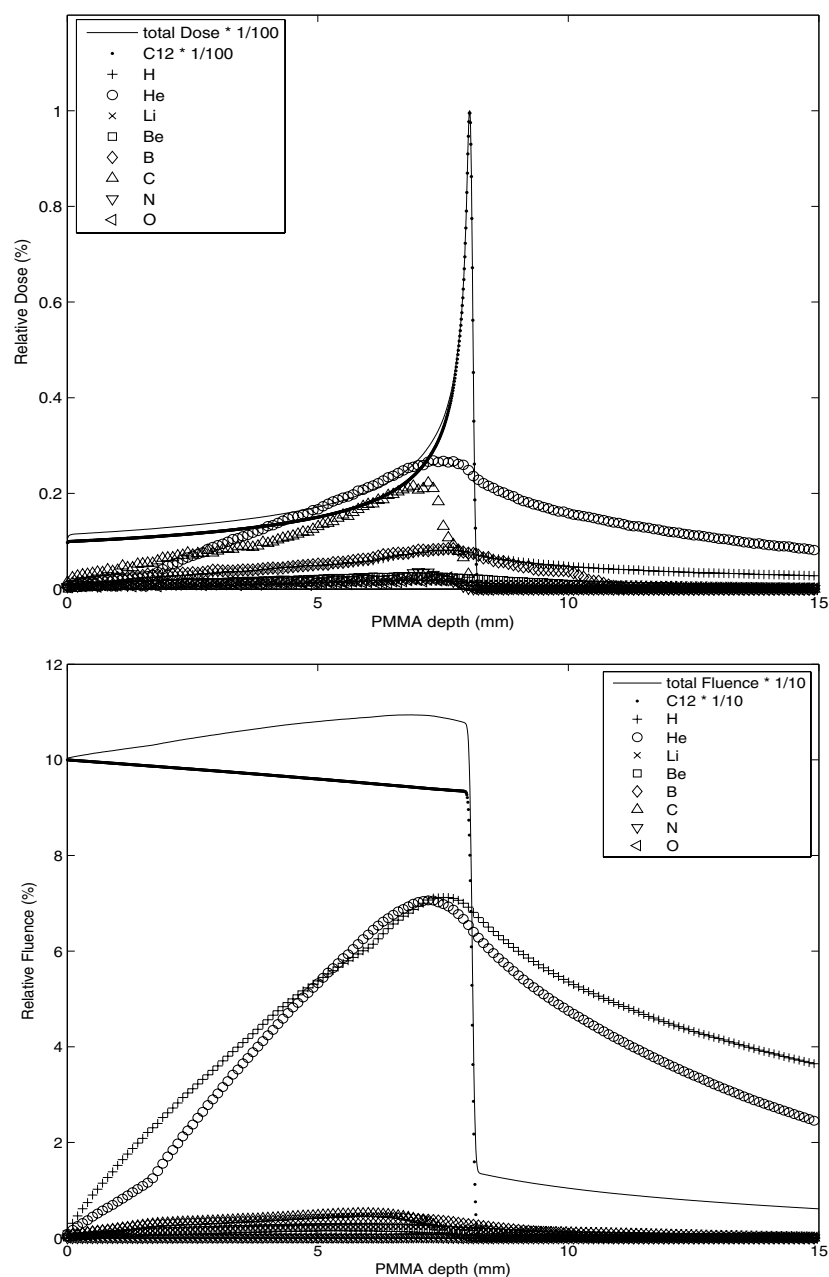 total Dose * 1/100
C12 * 1/100
H
He
Li
Be
B
C
N
O
1
0.8
0.6
0.4
0.2
0
Relative Dose (%)
0 5 10 15
PMMA depth (mm)
12
10
8
6
4
2
0
Relative Fluence (%)
total Fluence * 1/10
C12 * 1/10
H
He
Li
Be
B
C
N
O
0 5 10 15
PMMA depth (mm)